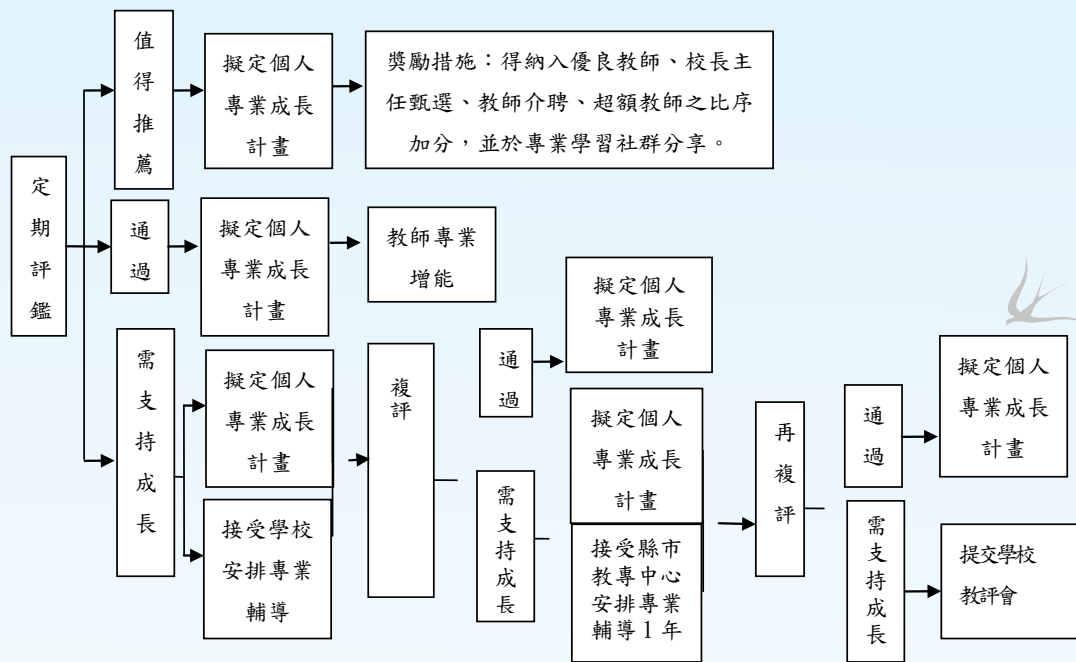 定期評鑑
值得推薦
擬定個人
專業成長
計畫
獎勵措施：得納入優良教師、校長主
任甄選、教師介聘、超額教師之比序
加分，並於專業學習社群分享。
通過
擬定個人
專業成長
計畫
教師專業
增能
需支持成長
擬定個人
專業成長
計畫
接受學校
安排專業
輔導
複評
通過
擬定個人
專業成長
計畫
需支持成長
擬定個人
專業成長
計畫
接受縣市
教專中心
安排專業
輔導1年
再複評
通過
擬定個人
專業成長
計畫
需支持成長
提交學校
教評會